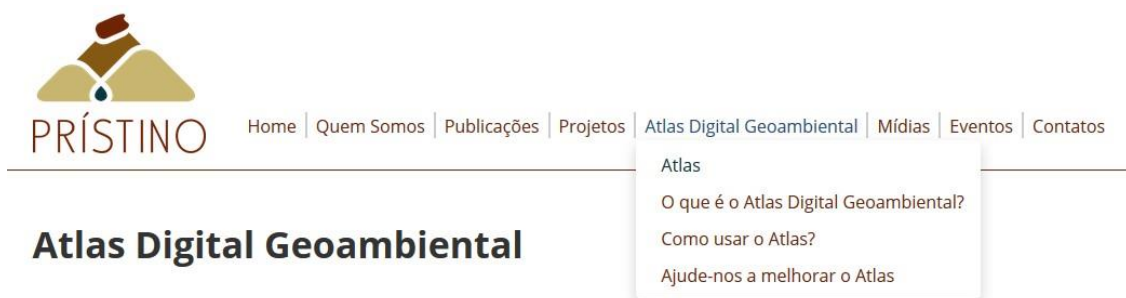 PRÍSTINO
Home | Quem Somos | Publicações | Projetos | Atlas Digital Geoambiental | Mídias | Eventos | Contatos
Atlas
O que é o Atlas Digital Geoambiental?
Como usar o Atlas?
Ajude-nos a melhorar o Atlas
Atlas Digital Geoambiental